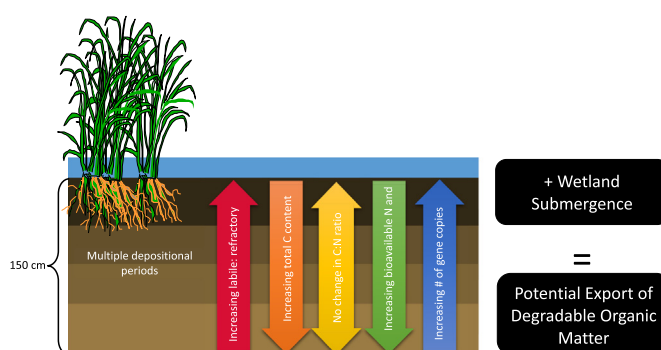 + Wetland
Submergence
=
Potential Export of
Degradable Organic
Matter
150 cm
Multiple depositional
periods
Increasing labile: refractory
Increasing total C content
No change in C:N ratio
Increasing bioavailable N and
Increasing # of gene copies